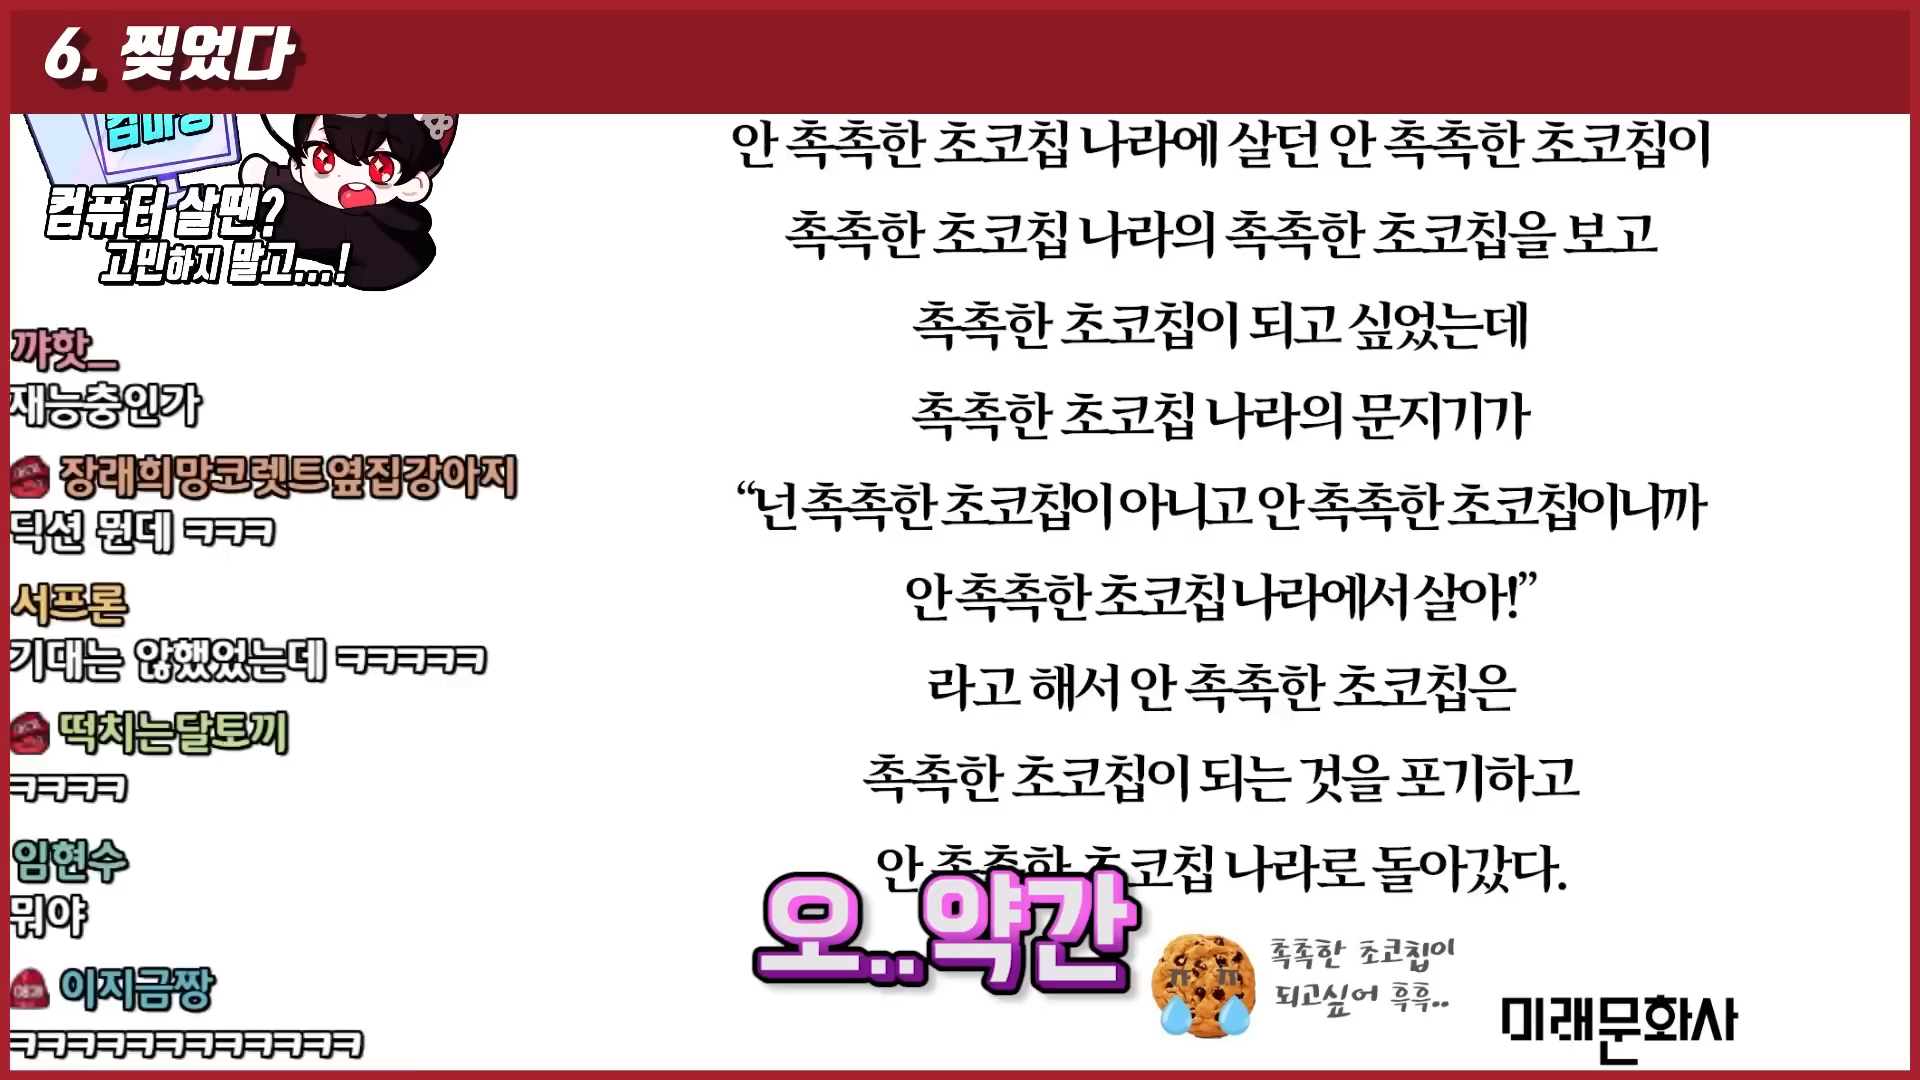 6. 찢었다
컴마왕
컴퓨터 살땐?
고민하지 말고...!
꺄핫_
재능충인가
장래희망코렛트옆집강아지
딕션 뭔데 ㅋㅋㅋ
서프론
기대는 않했었는데 ㅋㅋㅋㅋㅋ
떡치는달토끼
ㅋㅋㅋㅋ
임현수
뭐야
이지금짱
ㅋㅋㅋㅋㅋㅋㅋㅋㅋㅋㅋㅋ
안 촉촉한 초코칩 나라에 살던 안 촉촉한 초코칩이
촉촉한 초코칩 나라의 촉촉한 초코칩을 보고
촉촉한 초코칩이 되고 싶었는데
촉촉한 초코칩 나라의 문지기가
“넌 촉촉한 초코칩이 아니고 안 촉촉한 초코칩이니까
안 촉촉한 초코칩 나라에서 살아!”
라고 해서 안 촉촉한 초코칩은
촉촉한 초코칩이 되는 것을 포기하고
안 촉촉한 초코칩 나라로 돌아갔다.
오..약간
촉촉한 초코칩이
되고싶어 흑흑..
미래문화사